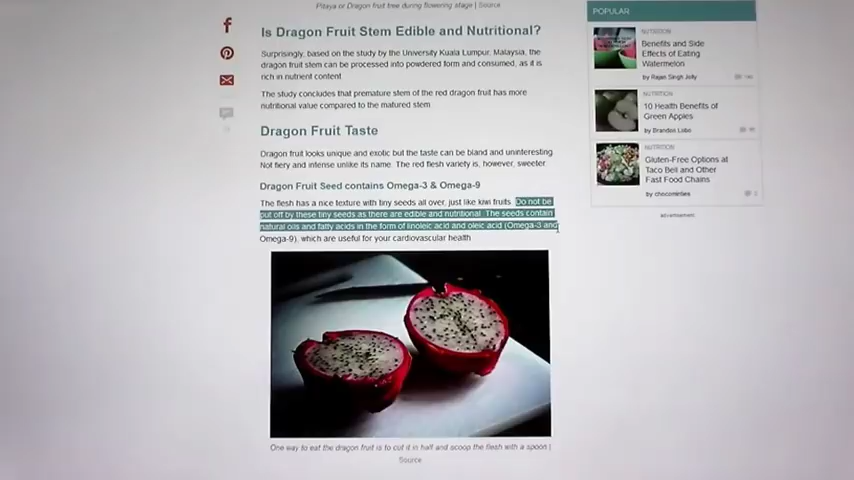 Pitaya or Dragon fruit tree during flowering stage | Source
Is Dragon Fruit Stem Edible and Nutritional?
Surprisingly, based on the study by the University Kuala Lumpur, Malaysia, the
dragon fruit stem can be processed into powdered form and consumed, as it is
rich in nutrient content
The study concludes that premature stem of the red dragon fruit has more
nutritional value compared to the matured stem
Dragon Fruit Taste
Dragon fruit looks unique and exotic but the taste can be bland and uninteresting
Not fiery and intense unlike its name. The red flesh variety is, however, sweeter
Dragon Fruit Seed contains Omega-3 & Omega-9
The flesh has a nice texture with tiny seeds all over, just like kiwi fruits. Do not be
put off by these tiny seeds as there are edible and nutritional. The seeds contain
natural oils and fatty acids in the form of linoleic acid and oleic acid (Omega-3 and
Omega-9), which are useful for your cardiovascular health
One way to eat the dragon fruit is to cut it in half and scoop the flesh with a spoon |
Source
POPULAR
NUTRITION
Benefits and Side
Effects of Eating
Watermelon
by Rajan Singh Jolly
NUTRITION
10 Health Benefits of
Green Apples
by Brandon Lobo
NUTRITION
Gluten-Free Options at
Taco Bell and Other
Fast Food Chains
by chocominties
advertisement